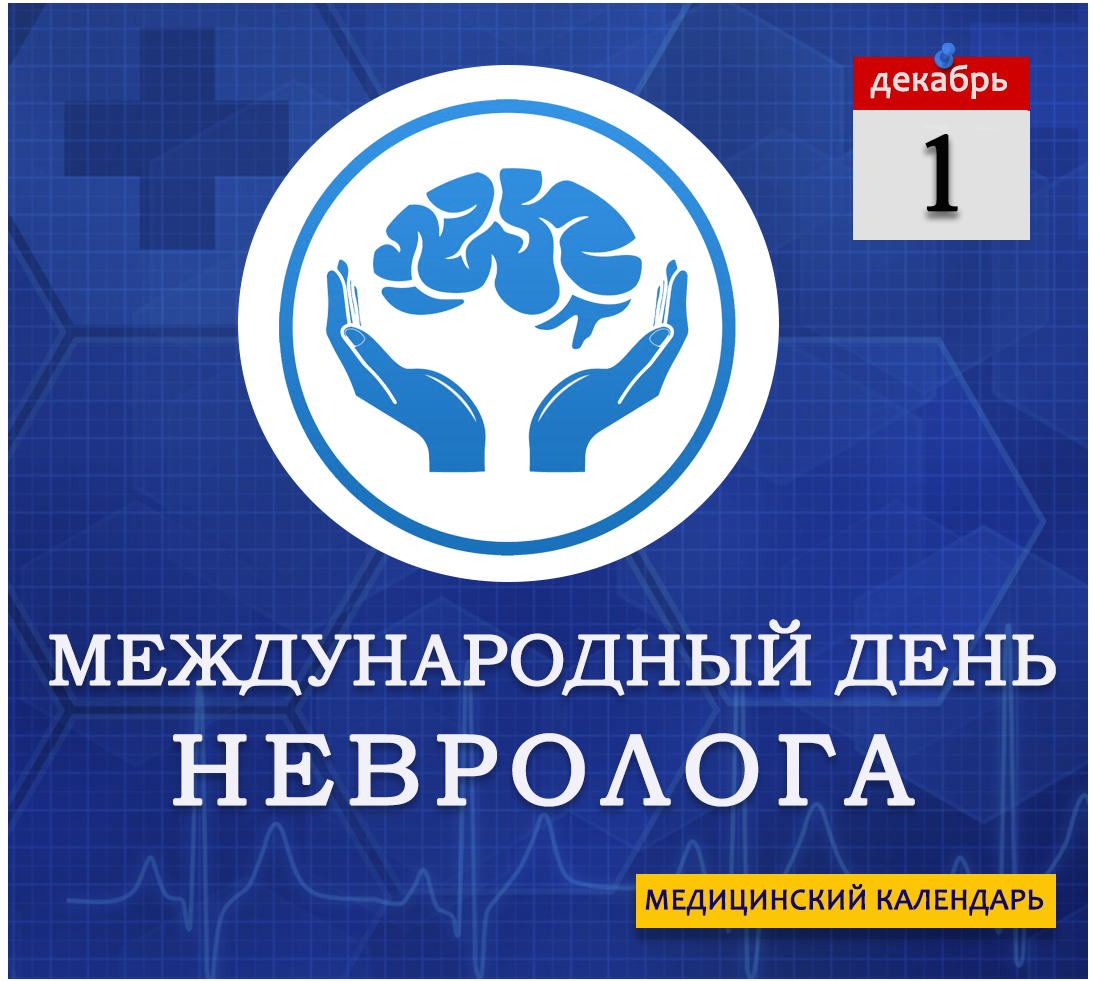 декабрь
1
МЕЖДУНАРОДНЫЙ ДЕНЬ
НЕВРОЛОГА
МЕДИЦИНСКИЙ КАЛЕНДАРЬ